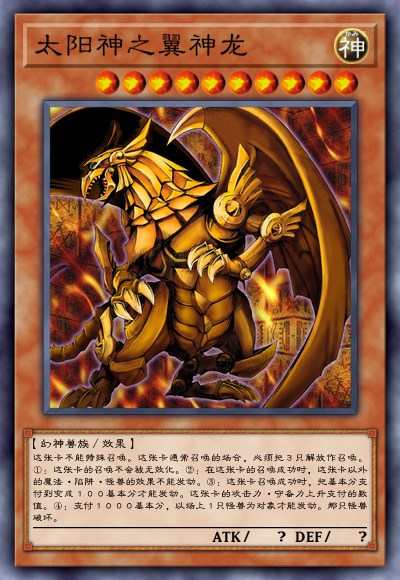 太阳神之翼神龙
神
かみ
【幻神兽族／效果】
这张卡不能特殊召唤。这张卡通常召唤的场合，必须把３只解放作召唤。
①：这张卡的召唤不会被无效化。②：在这张卡的召唤成功时，这张卡以外
的魔法·陷阱·怪兽的效果不能发动。③：这张卡召唤成功时，把基本分支
付到变成１００基本分才能发动。这张卡的攻击力·守备力上升支付的数
值。④：支付１０００基本分，以场上１只怪兽为对象才能发动。那只怪兽
破坏。
ATK/ ? DEF/ ?